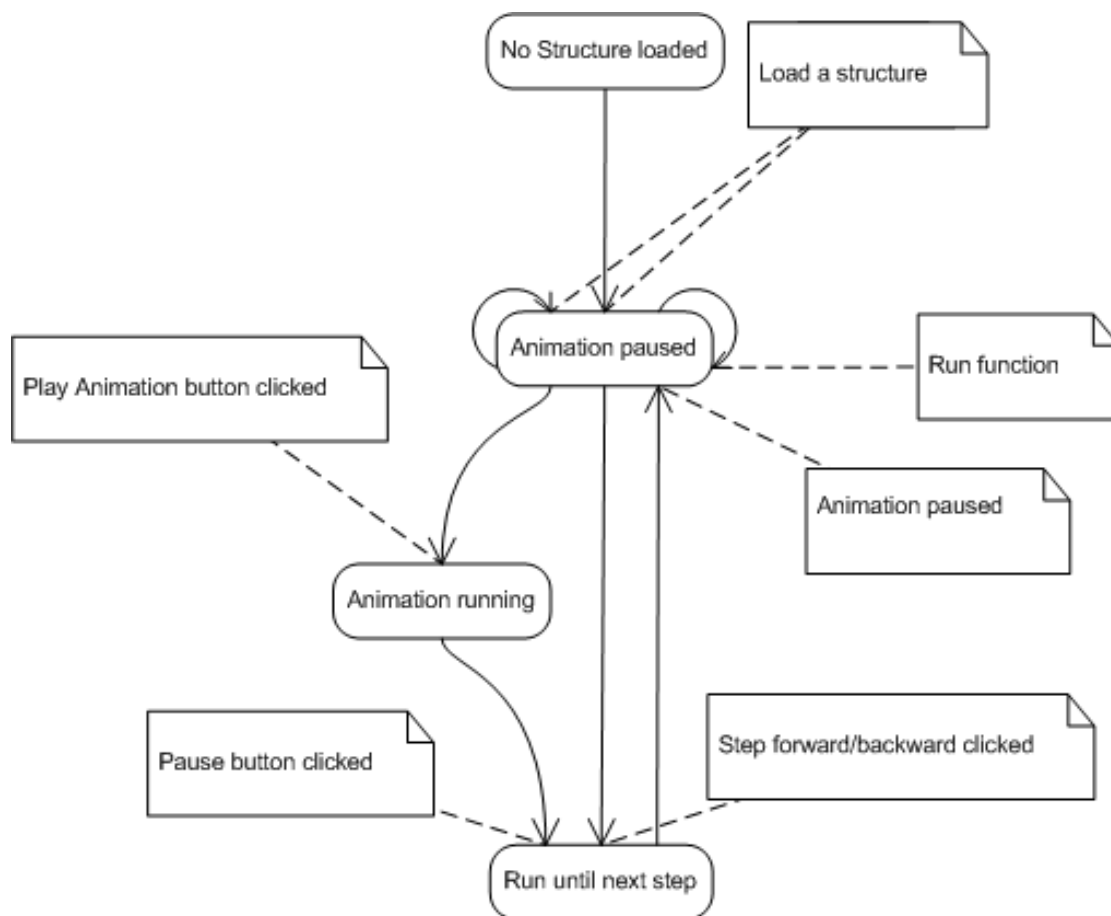 No Structure loaded
Load a structure
Animation paused
Run function
Play Animation button clicked
Animation paused
Animation running
Step forward/backward clicked
Pause button clicked
Run until next step